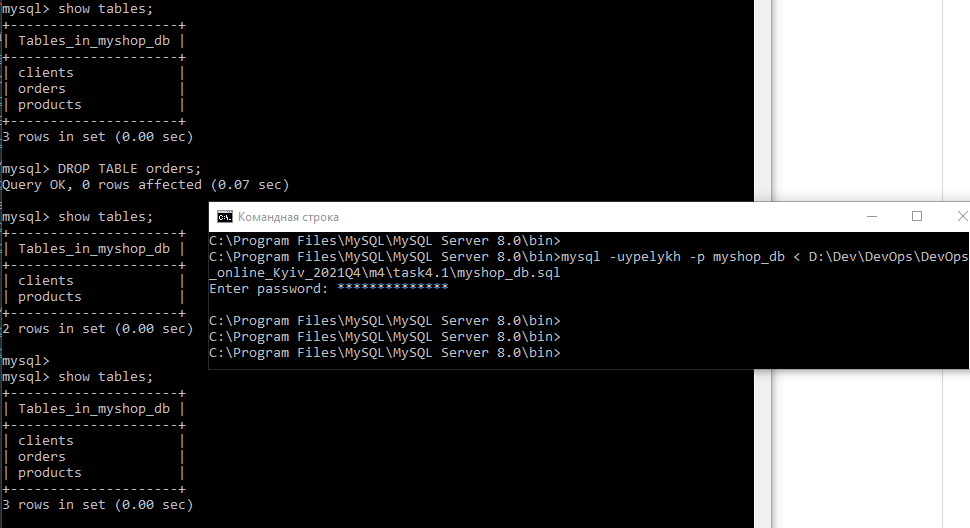 mysql> show tables;
+---------------------+
| Tables_in_myshop_db |
+---------------------+
| clients             |
| orders              |
| products            |
+---------------------+
3 rows in set (0.00 sec)
mysql> DROP TABLE orders;
Query OK, 0 rows affected (0.07 sec)
mysql> show tables;
+---------------------+
| Tables_in_myshop_db |
+---------------------+
| clients             |
| products            |
+---------------------+
2 rows in set (0.00 sec)
mysql>
mysql> show tables;
+---------------------+
| Tables_in_myshop_db |
+---------------------+
| clients             |
| orders              |
| products            |
+---------------------+
3 rows in set (0.00 sec)
Командная строка
C:\Program Files\MySQL\MySQL Server 8.0\bin>
C:\Program Files\MySQL\MySQL Server 8.0\bin>mysql -uypelykh -p myshop_db < D:\Dev\DevOps\DevOps
_online_Kyiv_2021Q4\m4\task4.1\myshop_db.sql
Enter password: **************
C:\Program Files\MySQL\MySQL Server 8.0\bin>
C:\Program Files\MySQL\MySQL Server 8.0\bin>
C:\Program Files\MySQL\MySQL Server 8.0\bin>